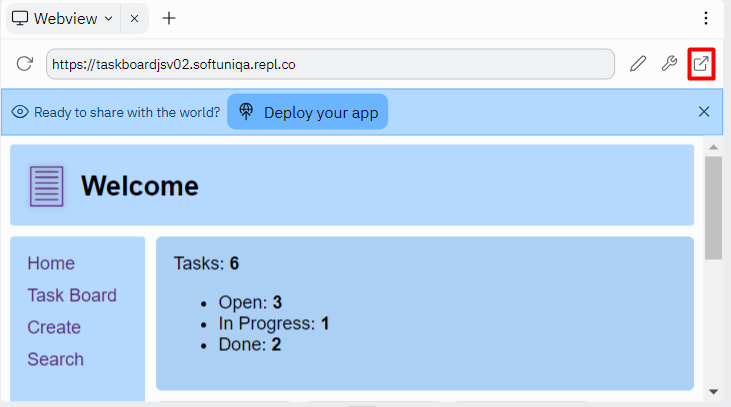 Webview
https://taskboardjsv02.softuniqa.repl.co
Ready to share with the world? Deploy your app
Welcome
Home
Task Board
Create
Search
Tasks: 6
Open: 3
In Progress: 1
Done: 2